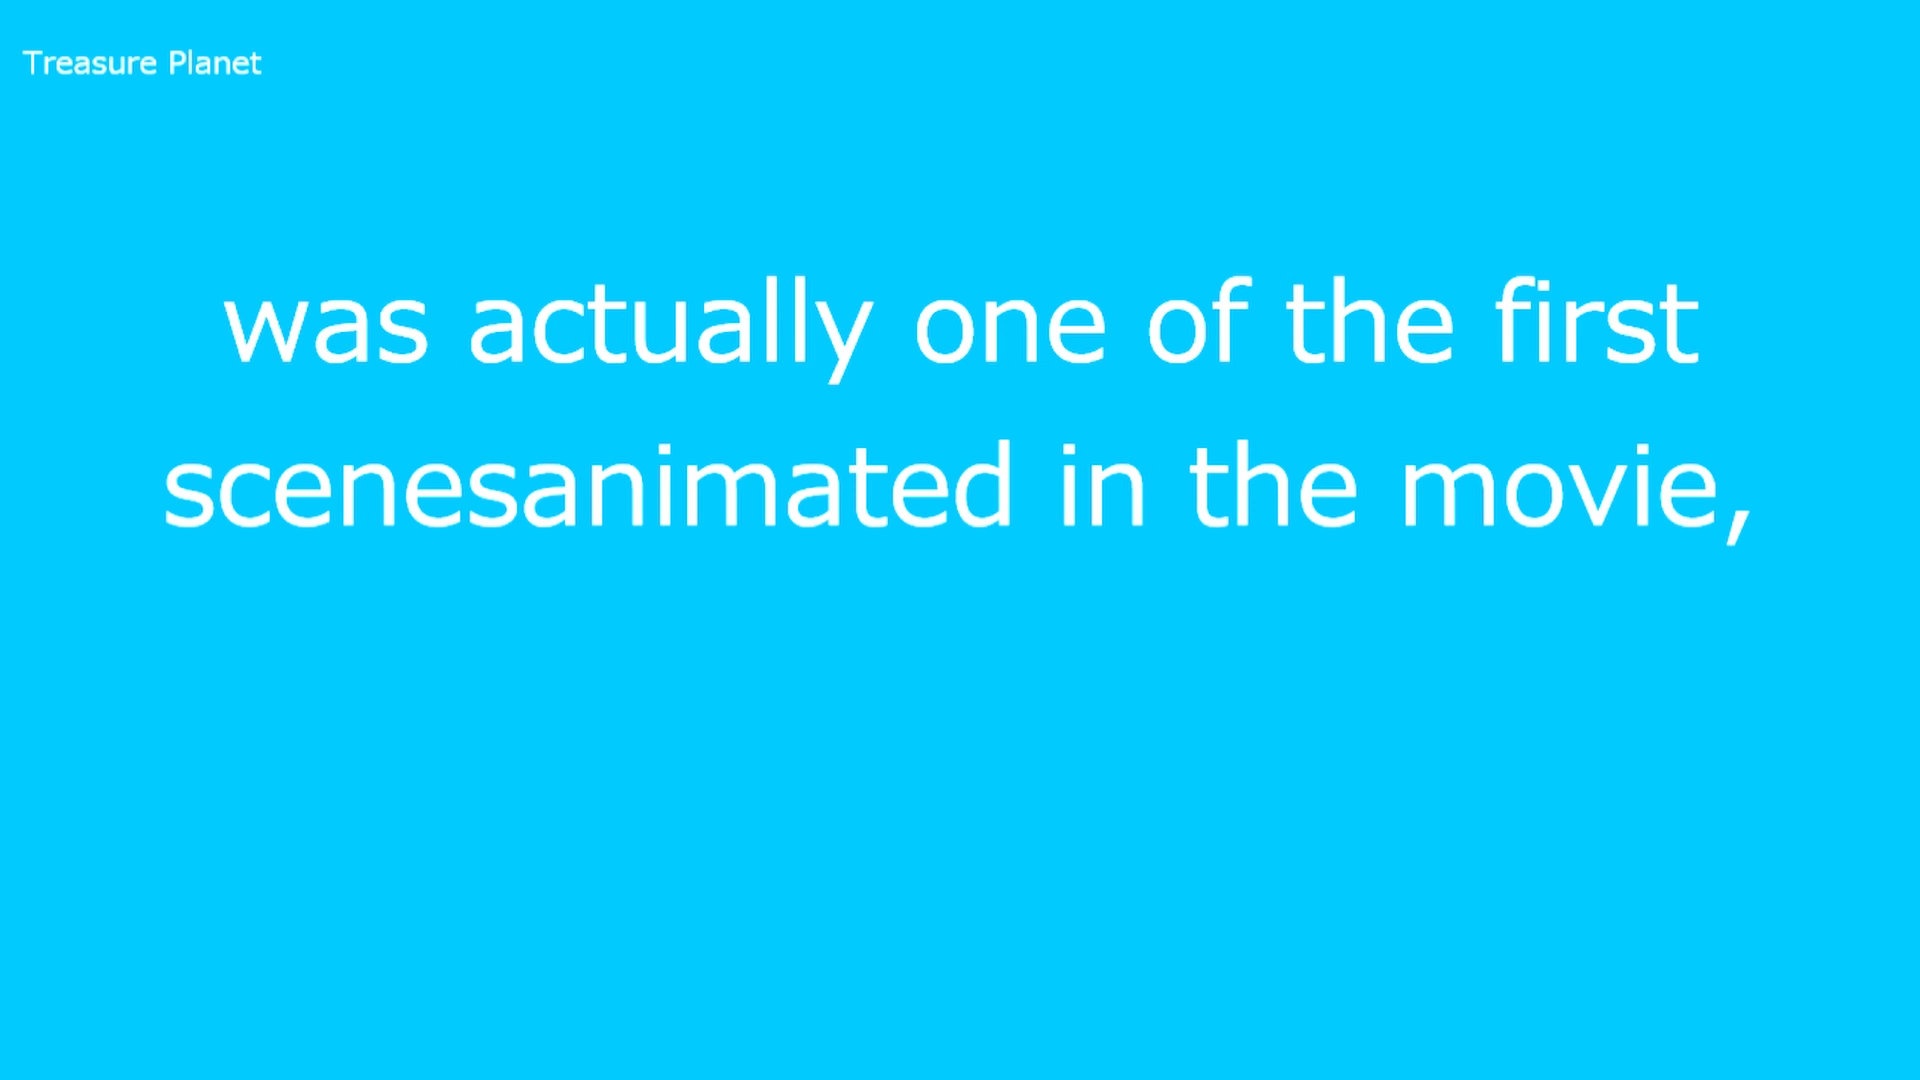 Treasure Planet
was actually one of the first
scenesanimated in the movie,